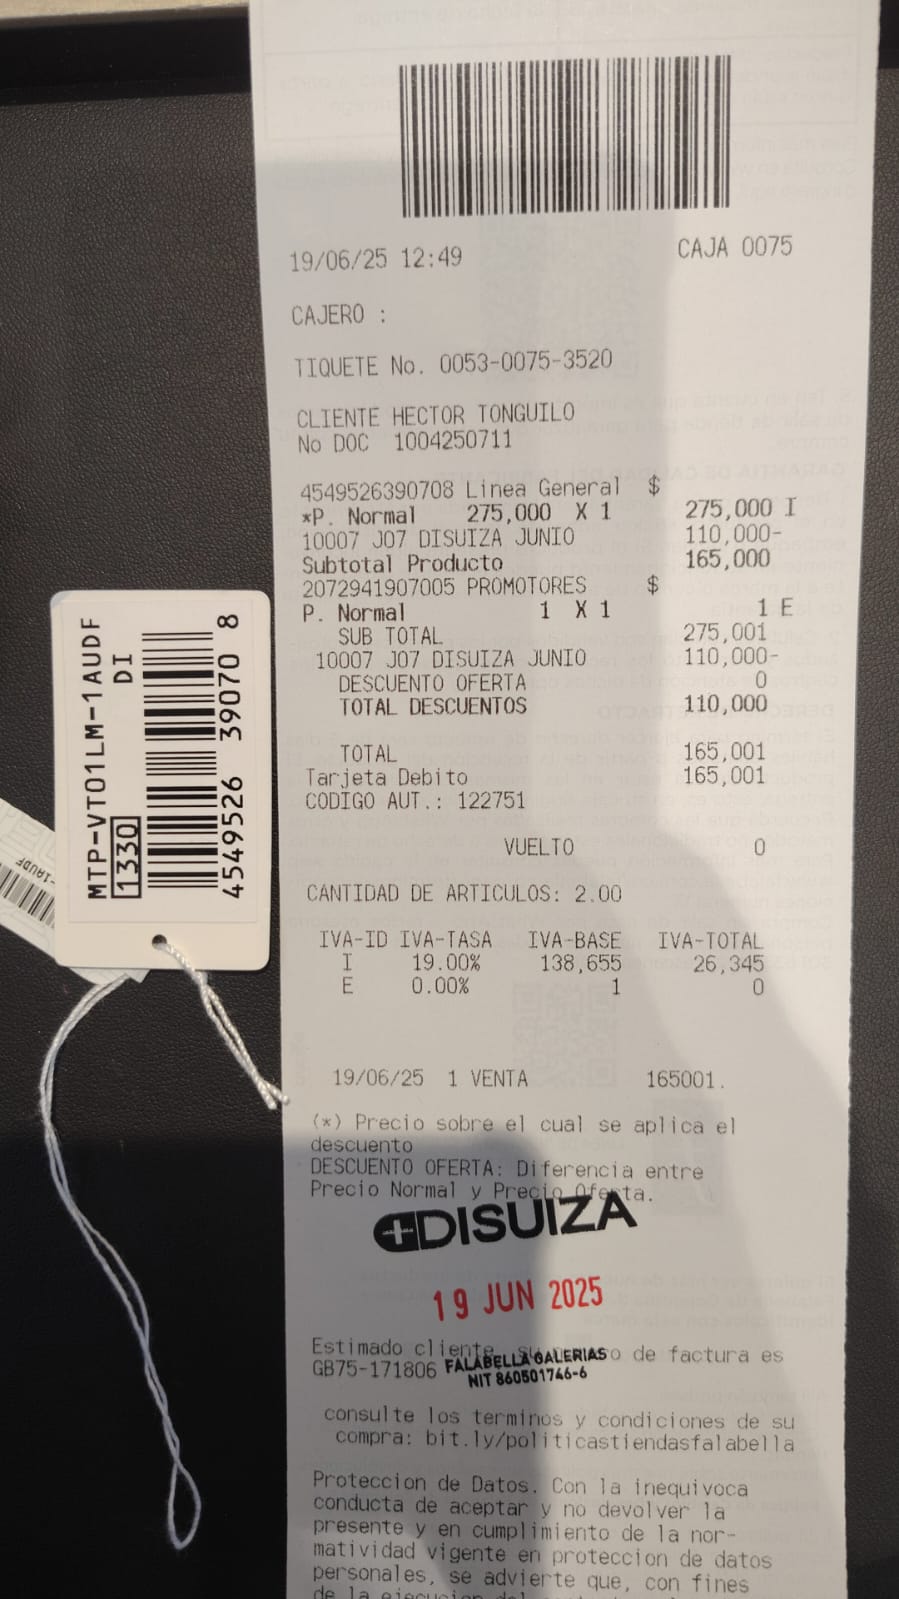 19/06/25 12:49 CAJA 0075
CAJERO :
TIQUETE No. 0053-0075-3520
CLIENTE HECTOR TONGUILO
No DOC 1004250711
4549526390708 Linea General $
*P. Normal 275,000 X 1 275,000 I
10007 J07 DISUIZA JUNIO 110,000-
Subtotal Producto 165,000
2072941907005 PROMOTORES $
P. Normal 1 X 1 1 E
SUB TOTAL 275,001
10007 J07 DISUIZA JUNIO 110,000-
DESCUENTO OFERTA 0
TOTAL DESCUENTOS 110,000
TOTAL 165,001
Tarjeta Debito 165,001
CODIGO AUT.: 122751
VUELTO 0
CANTIDAD DE ARTICULOS: 2.00
IVA-ID IVA-TASA IVA-BASE IVA-TOTAL
I 19.00% 138,655 26,345
E 0.00% 1 0
19/06/25 1 VENTA 165001.
(*) Precio sobre el cual se aplica el
descuento
DESCUENTO OFERTA: Diferencia entre
Precio Normal y Precio Oferta.
DISUIZA
19 JUN 2025
Estimado cliente, de factura es
GB75-171806
FALABELLA GALERIAS
NIT 860501746-6
consulte los terminos y condiciones de su
compra: bit.ly/politicastiendasfalabella
Proteccion de Datos. Con la inequivoca
conducta de aceptar y no devolver la
presente y en cumplimiento de la nor-
matividad vigente en proteccion de datos
personales, se advierte que, con fines
MTP-VT01LM-1AUDF
DI
1330
4549526 39070 8
-1AUDF